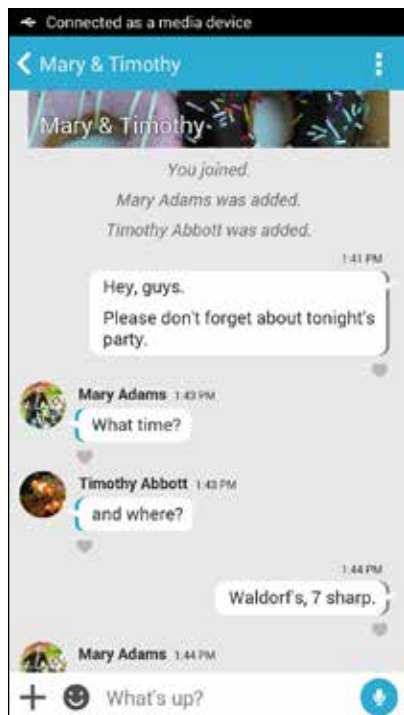 Connected as a media device
Mary & Timothy
Mary & Timothy
You joined.
Mary Adams was added.
Timothy Abbott was added.
1:41 PM
Hey, guys.
Please don't forget about tonight's
party.
Mary Adams 1:43 PM
What time?
Timothy Abbott 1:43 PM
and where?
1:44 PM
Waldorf's, 7 sharp.
Mary Adams 1:44 PM
What's up?